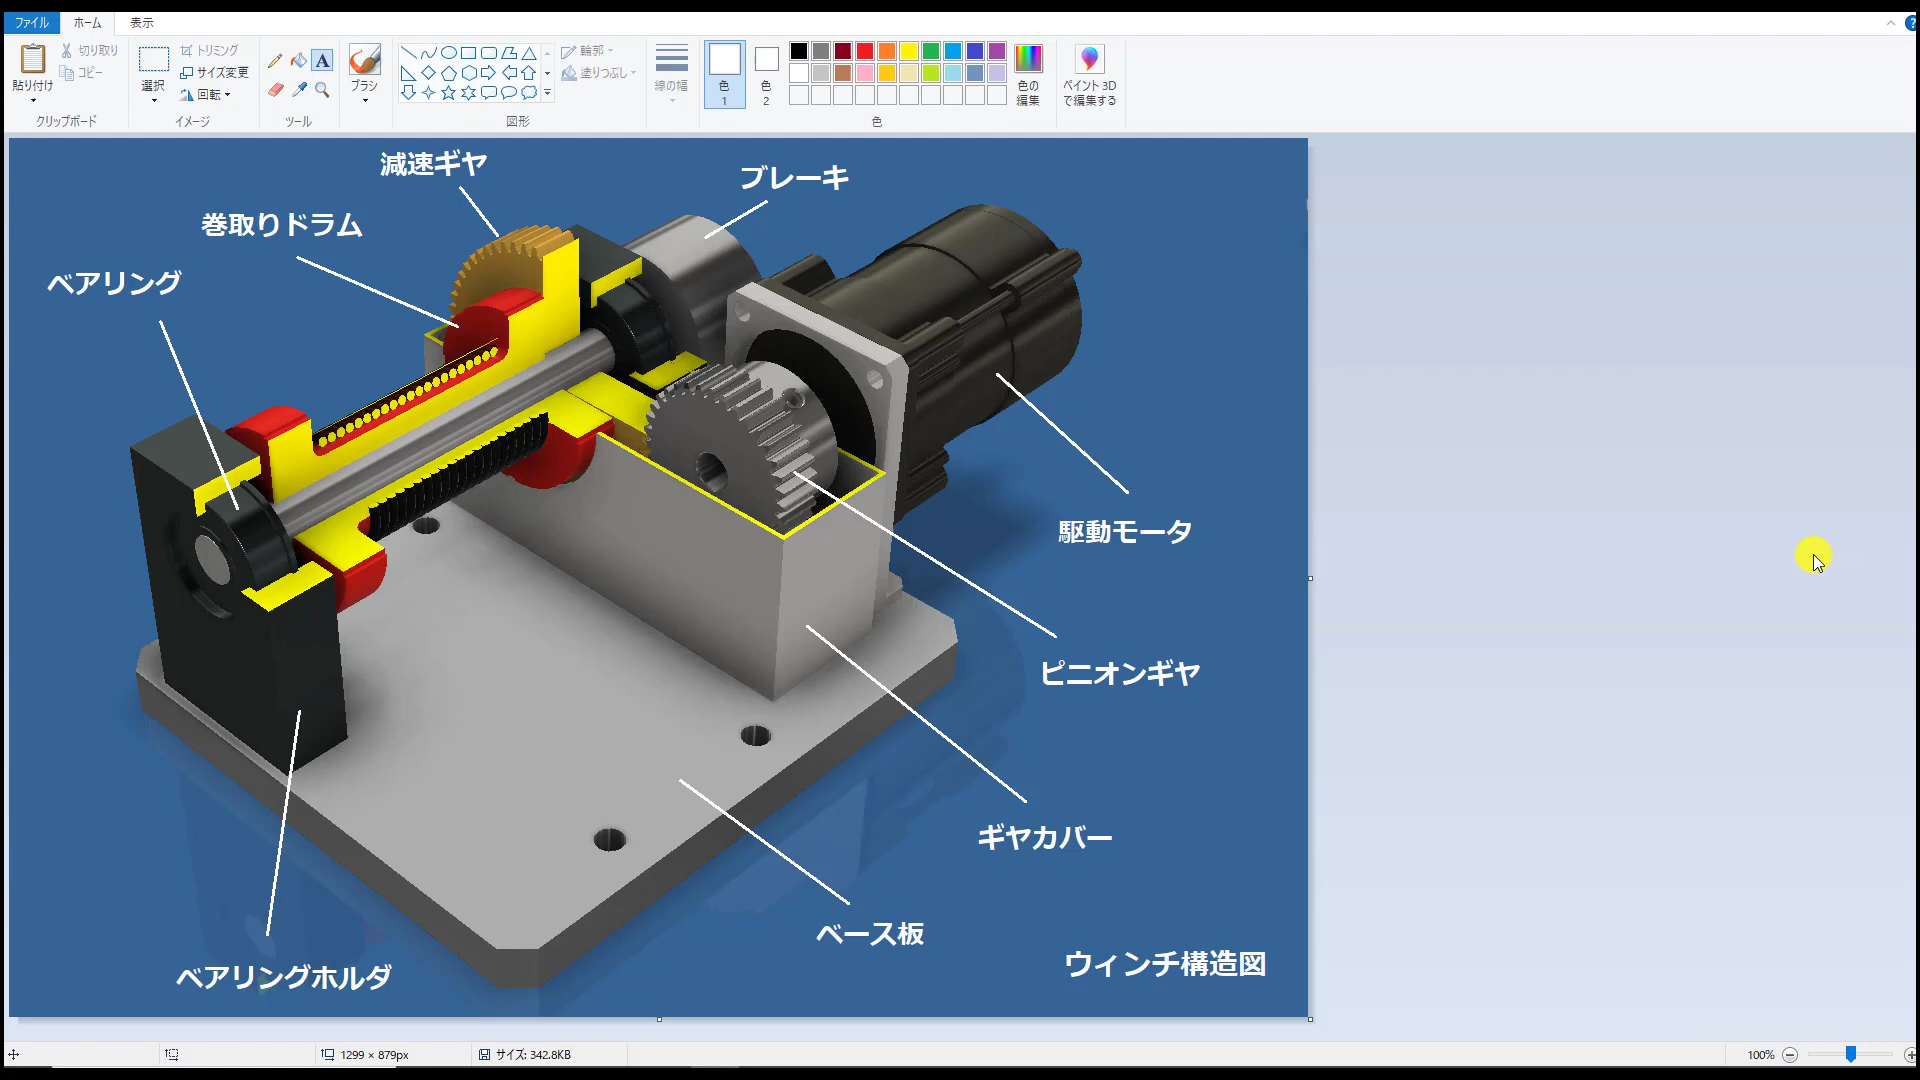 ファイル ホーム 表示
貼り付け 切り取り コピー クリップボード
選択 トリミング サイズ変更 回転 イメージ
A ツール
ブラシ
輪郭 塗りつぶし 図形
線の幅
色 1 色 2 色の 編集 色
ペイント 3D で編集する
減速ギヤ
ブレーキ
巻取りドラム
ベアリング
駆動モータ
ピニオンギヤ
ギヤカバー
ベース板
ウィンチ構造図
ベアリングホルダ
1299 × 879px サイズ: 342.8KB 100%